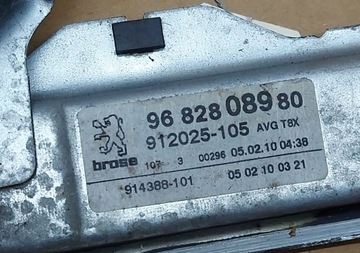 96 828 089 80
912025-105 AVG T8X
brose 107 3 00296 05.02.10 04:38
914388-101 05 02 10 03 21